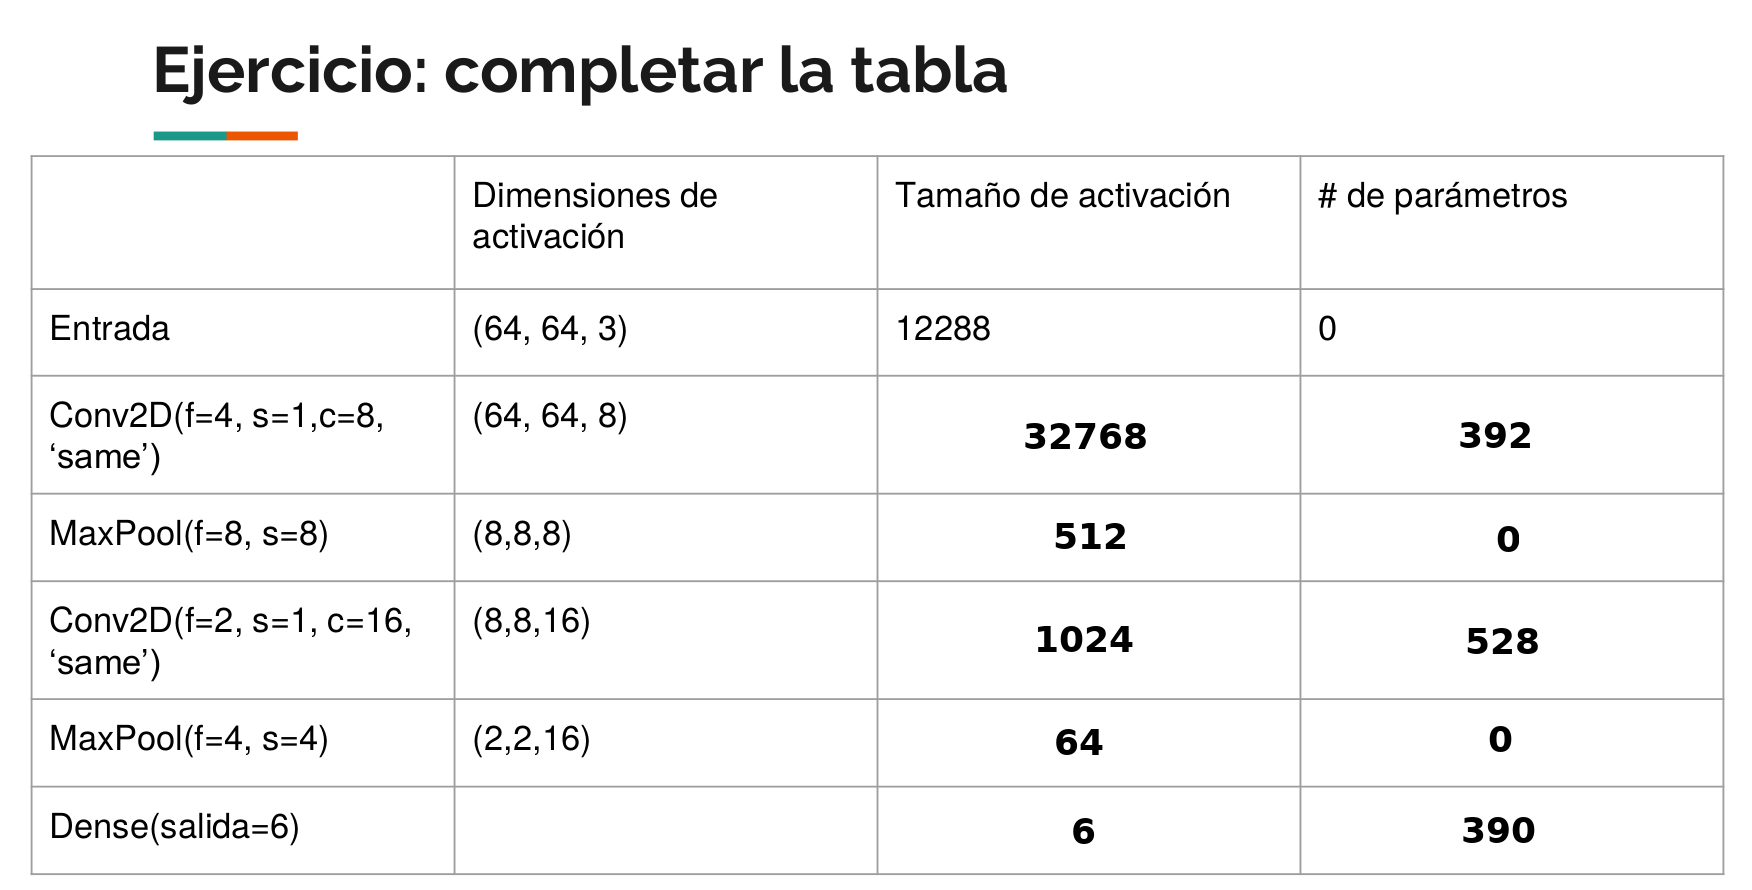 Ejercicio: completar la tabla
Dimensiones de
activación
Tamaño de activación
# de parámetros
Entrada
(64, 64, 3)
12288
0
Conv2D(f=4, s=1,c=8,
‘same’)
(64, 64, 8)
32768
392
MaxPool(f=8, s=8)
(8,8,8)
512
0
Conv2D(f=2, s=1, c=16,
‘same’)
(8,8,16)
1024
528
MaxPool(f=4, s=4)
(2,2,16)
64
0
Dense(salida=6)
6
390